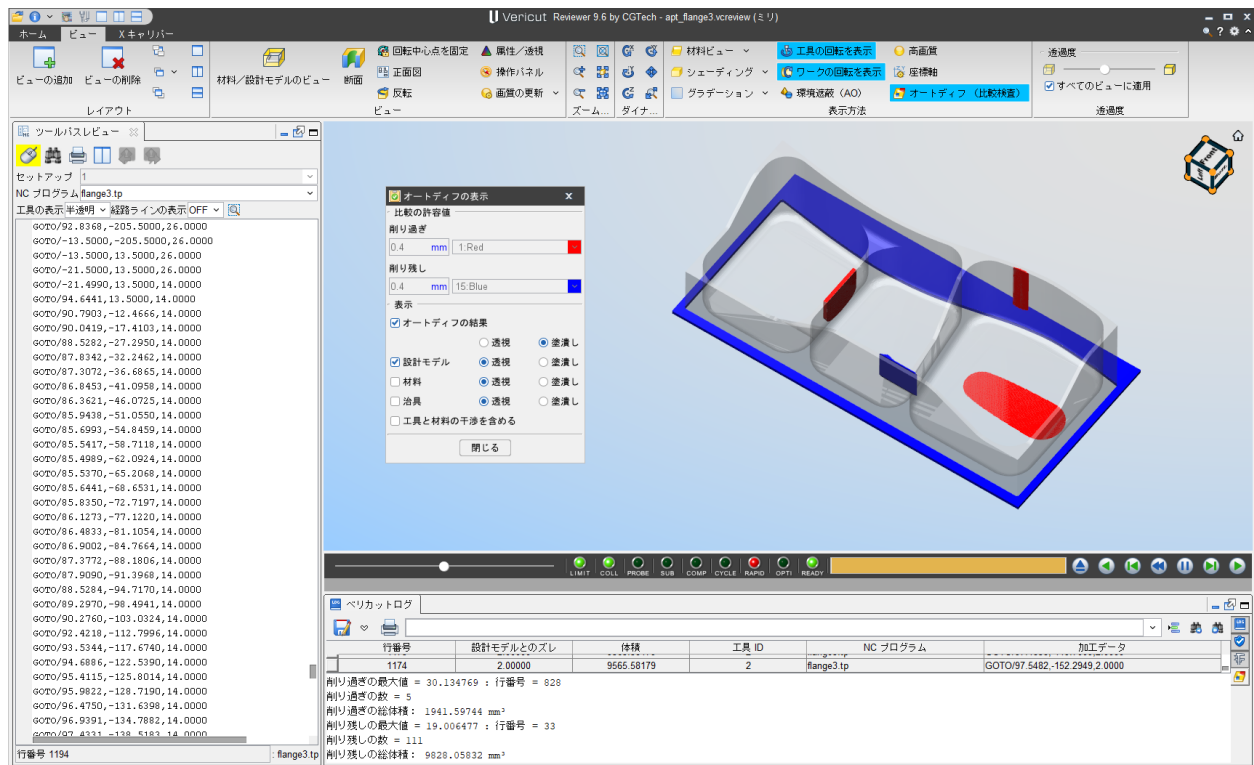 Vericut Reviewer 9.6 by CGTech - apt_flange3.vcreview (ミリ)
ホーム ビュー Xキャリパー
ビューの追加 ビューの削除
レイアウト
材料/設計モデルのビュー 断面
回転中心点を固定 属性／透視
正面図 操作パネル
反転 画質の更新
ビュー
ズーム...
ダイナ...
材料ビュー 工具の回転を表示 高画質
シェーディング ワークの回転を表示 座標軸
グラデーション 環境遮蔽（AO） オートディフ（比較検査）
表示方法
透過度
すべてのビューに適用
透過度
ツールパスレビュー
セットアップ 1
NC プログラム flange3.tp
工具の表示 半透明 経路ラインの表示 OFF
GOTO/92.8368,-205.5000,26.0000
GOTO/-13.5000,-205.5000,26.0000
GOTO/-13.5000,13.5000,26.0000
GOTO/-21.5000,13.5000,26.0000
GOTO/-21.4990,13.5000,14.0000
GOTO/94.6441,13.5000,14.0000
GOTO/90.7903,-12.4666,14.0000
GOTO/90.0419,-17.4103,14.0000
GOTO/88.5282,-27.2950,14.0000
GOTO/87.8342,-32.2462,14.0000
GOTO/87.3072,-36.6865,14.0000
GOTO/86.8453,-41.0958,14.0000
GOTO/86.3621,-46.0725,14.0000
GOTO/85.9438,-51.0550,14.0000
GOTO/85.6993,-54.8459,14.0000
GOTO/85.5417,-58.7118,14.0000
GOTO/85.4989,-62.0924,14.0000
GOTO/85.5370,-65.2068,14.0000
GOTO/85.6441,-68.6531,14.0000
GOTO/85.8350,-72.7197,14.0000
GOTO/86.1273,-77.1220,14.0000
GOTO/86.4833,-81.1054,14.0000
GOTO/86.9002,-84.7664,14.0000
GOTO/87.3772,-88.1806,14.0000
GOTO/87.9090,-91.3968,14.0000
GOTO/88.5284,-94.7170,14.0000
GOTO/89.2970,-98.4941,14.0000
GOTO/90.2760,-103.0324,14.0000
GOTO/92.4218,-112.7996,14.0000
GOTO/93.5344,-117.6740,14.0000
GOTO/94.6886,-122.5390,14.0000
GOTO/95.4115,-125.8014,14.0000
GOTO/95.9822,-128.7190,14.0000
GOTO/96.4750,-131.6398,14.0000
GOTO/96.9391,-134.7882,14.0000
GOTO/97.4331,-138.5183,14.0000
行番号 1194 : flange3.tp
オートディフの表示
比較の許容値
削り過ぎ
0.4 mm 1:Red
削り残し
0.4 mm 15:Blue
表示
オートディフの結果
透視 塗潰し
設計モデル 透視 塗潰し
材料 透視 塗潰し
治具 透視 塗潰し
工具と材料の干渉を含める
閉じる
Front
LIMIT COLL PROBE SUB COMP CYCLE RAPID OPTI READY
ベリカットログ
行番号 設計モデルとのズレ 体積 工具 ID NC プログラム 加工データ
1174 2.00000 9565.58179 2 flange3.tp GOTO/97.5482,-152.2949,2.0000
削り過ぎの最大値 = 30.134769 : 行番号 = 828
削り過ぎの数 = 5
削り過ぎの総体積： 1941.59744 mm³
削り残しの最大値 = 19.006477 : 行番号 = 33
削り残しの数 = 111
削り残しの総体積： 9828.05832 mm³